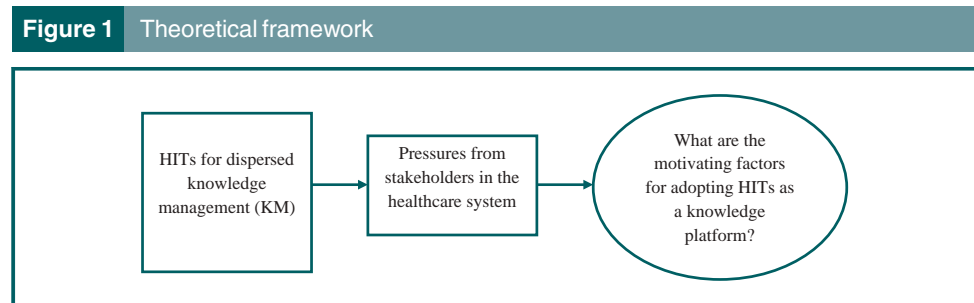 Figure 1 Theoretical framework
HITs for dispersed
knowledge
management (KM)
Pressures from
stakeholders in the
healthcare system
What are the
motivating factors
for adopting HITs as
a knowledge
platform?